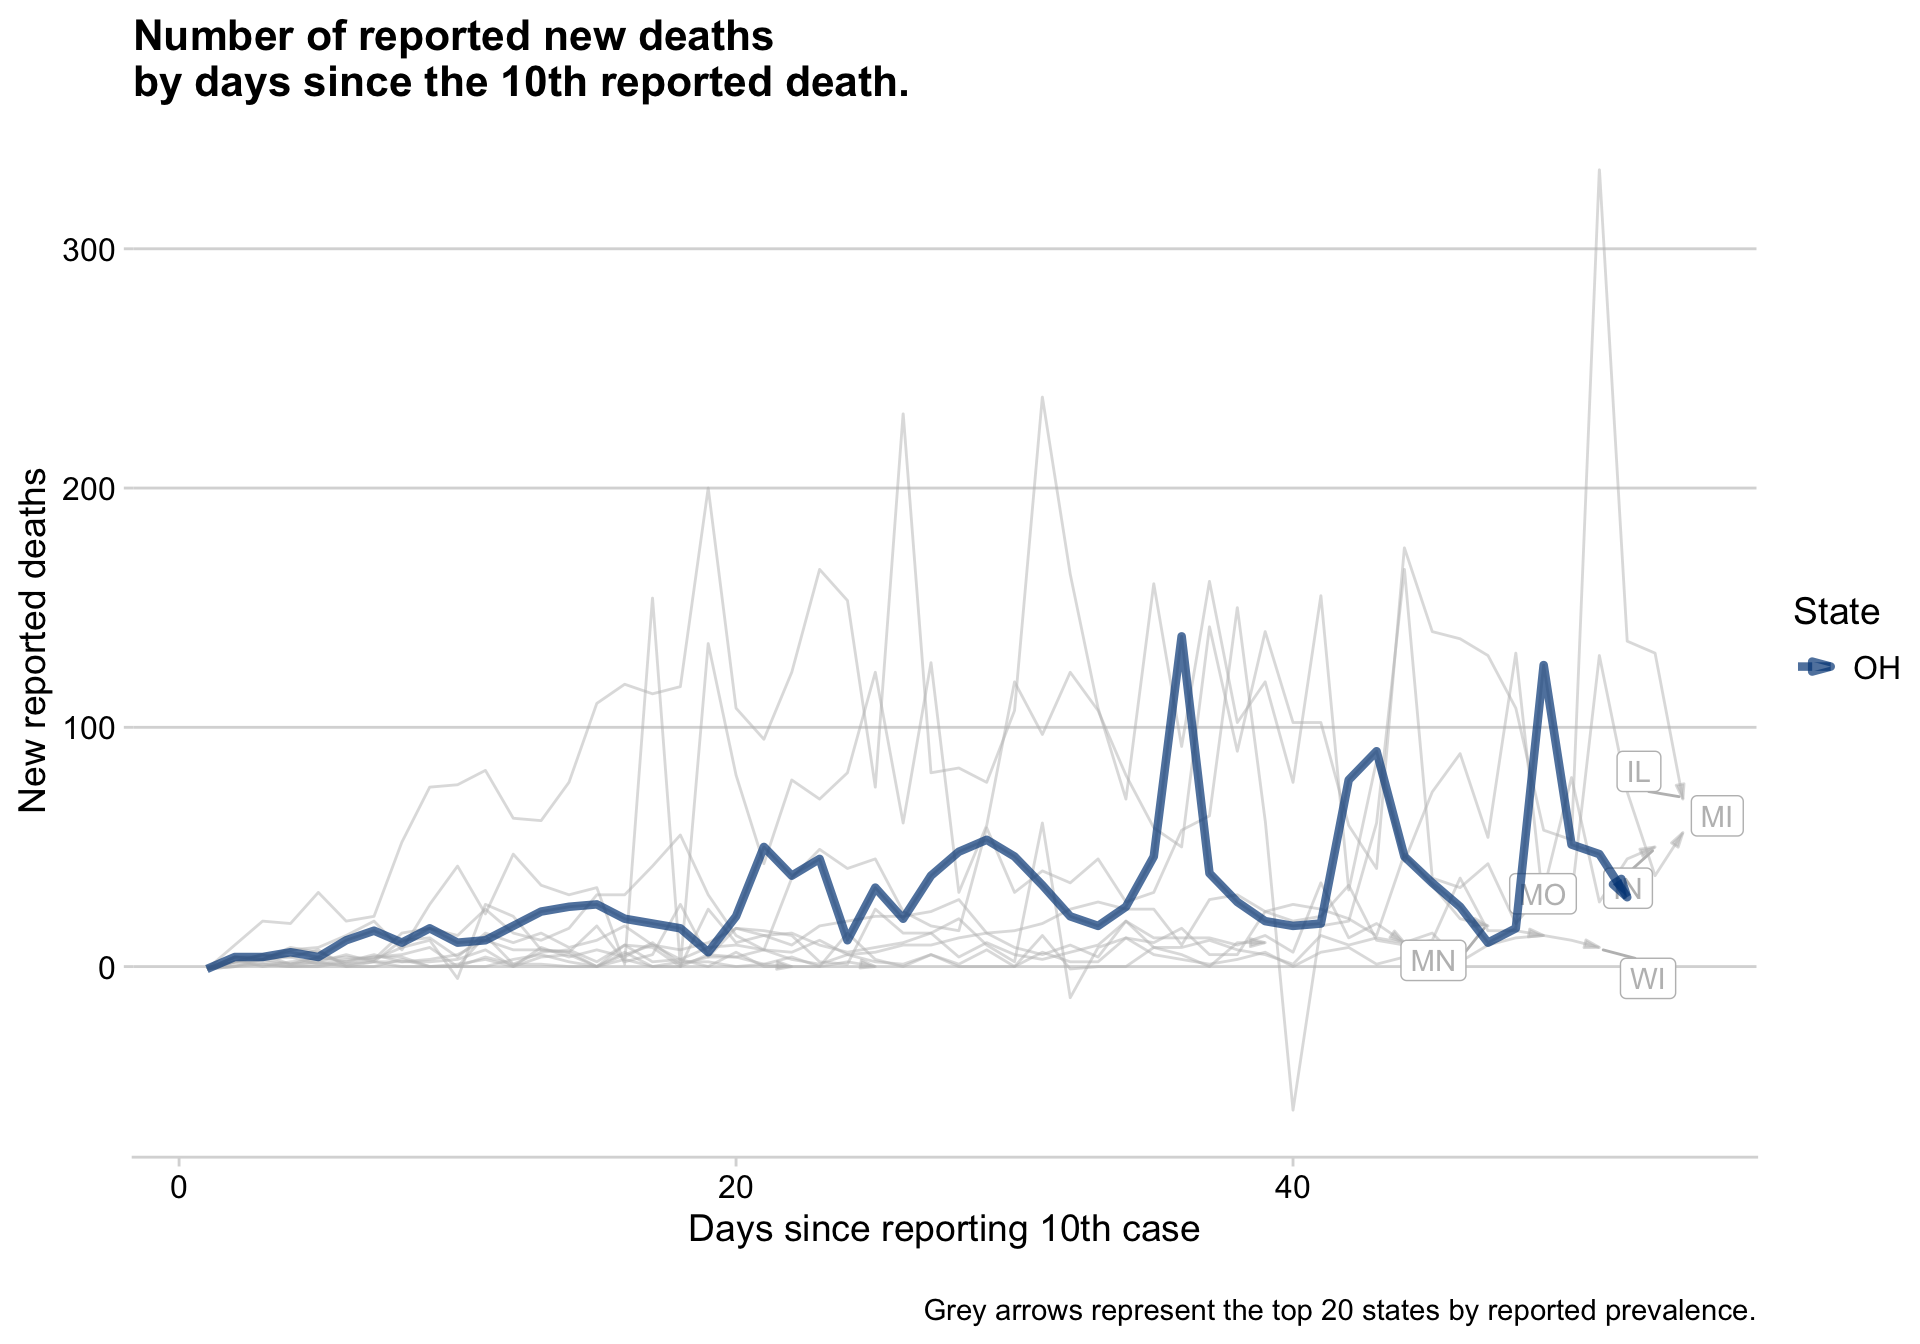 Number of reported new deaths
by days since the 10th reported death.
New reported deaths
300
200
100
0
IL
MI
MO
IN
MN
WI
0
20
40
Days since reporting 10th case
State
OH
Grey arrows represent the top 20 states by reported prevalence.